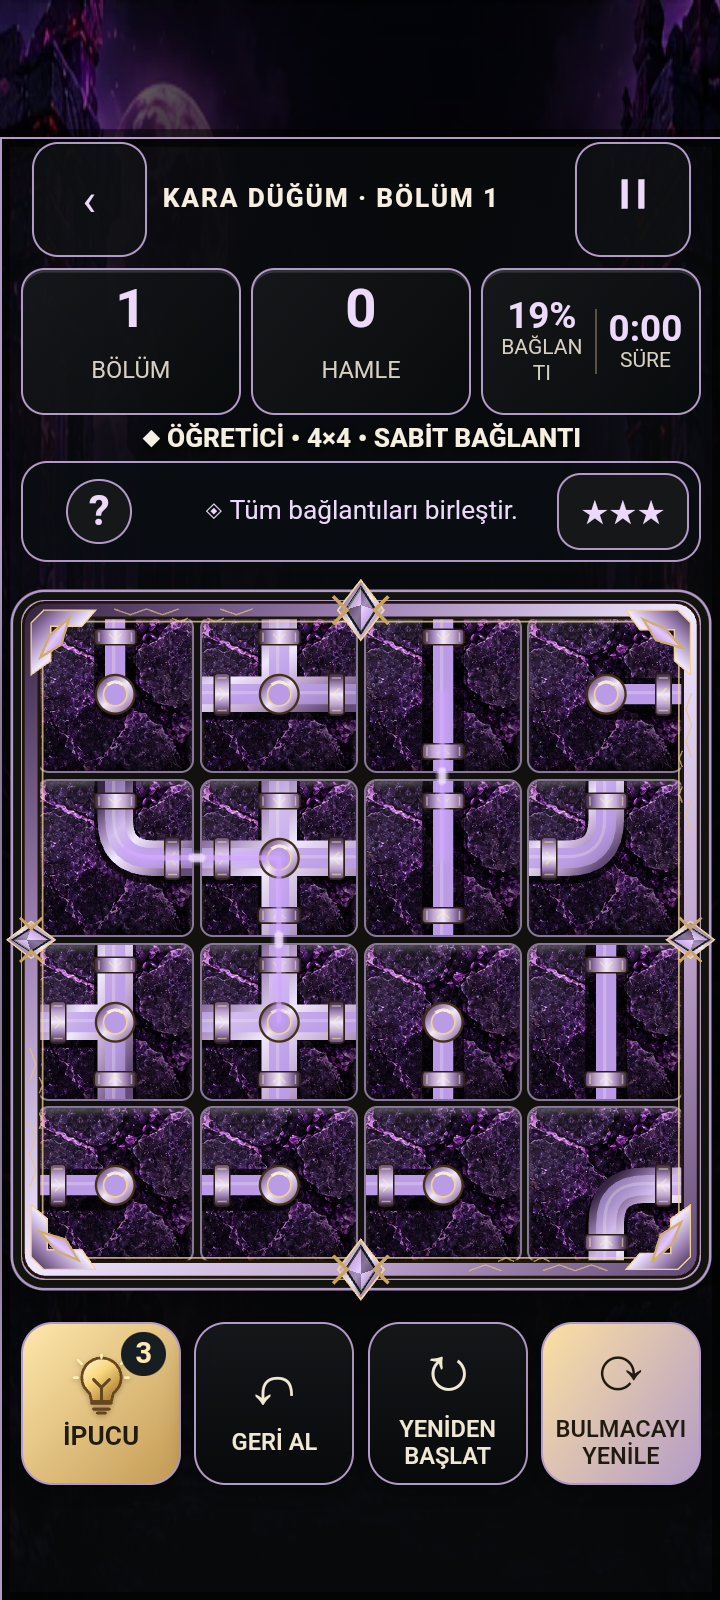 ‹ KARA DÜĞÜM · BÖLÜM 1
1
BÖLÜM
0
HAMLE
19%
BAĞLAN
TI
0:00
SÜRE
◆ ÖĞRETİCİ • 4×4 • SABİT BAĞLANTI
?
◈ Tüm bağlantıları birleştir.
★★★
3
İPUCU
GERİ AL
YENİDEN
BAŞLAT
BULMACAYI
YENİLE